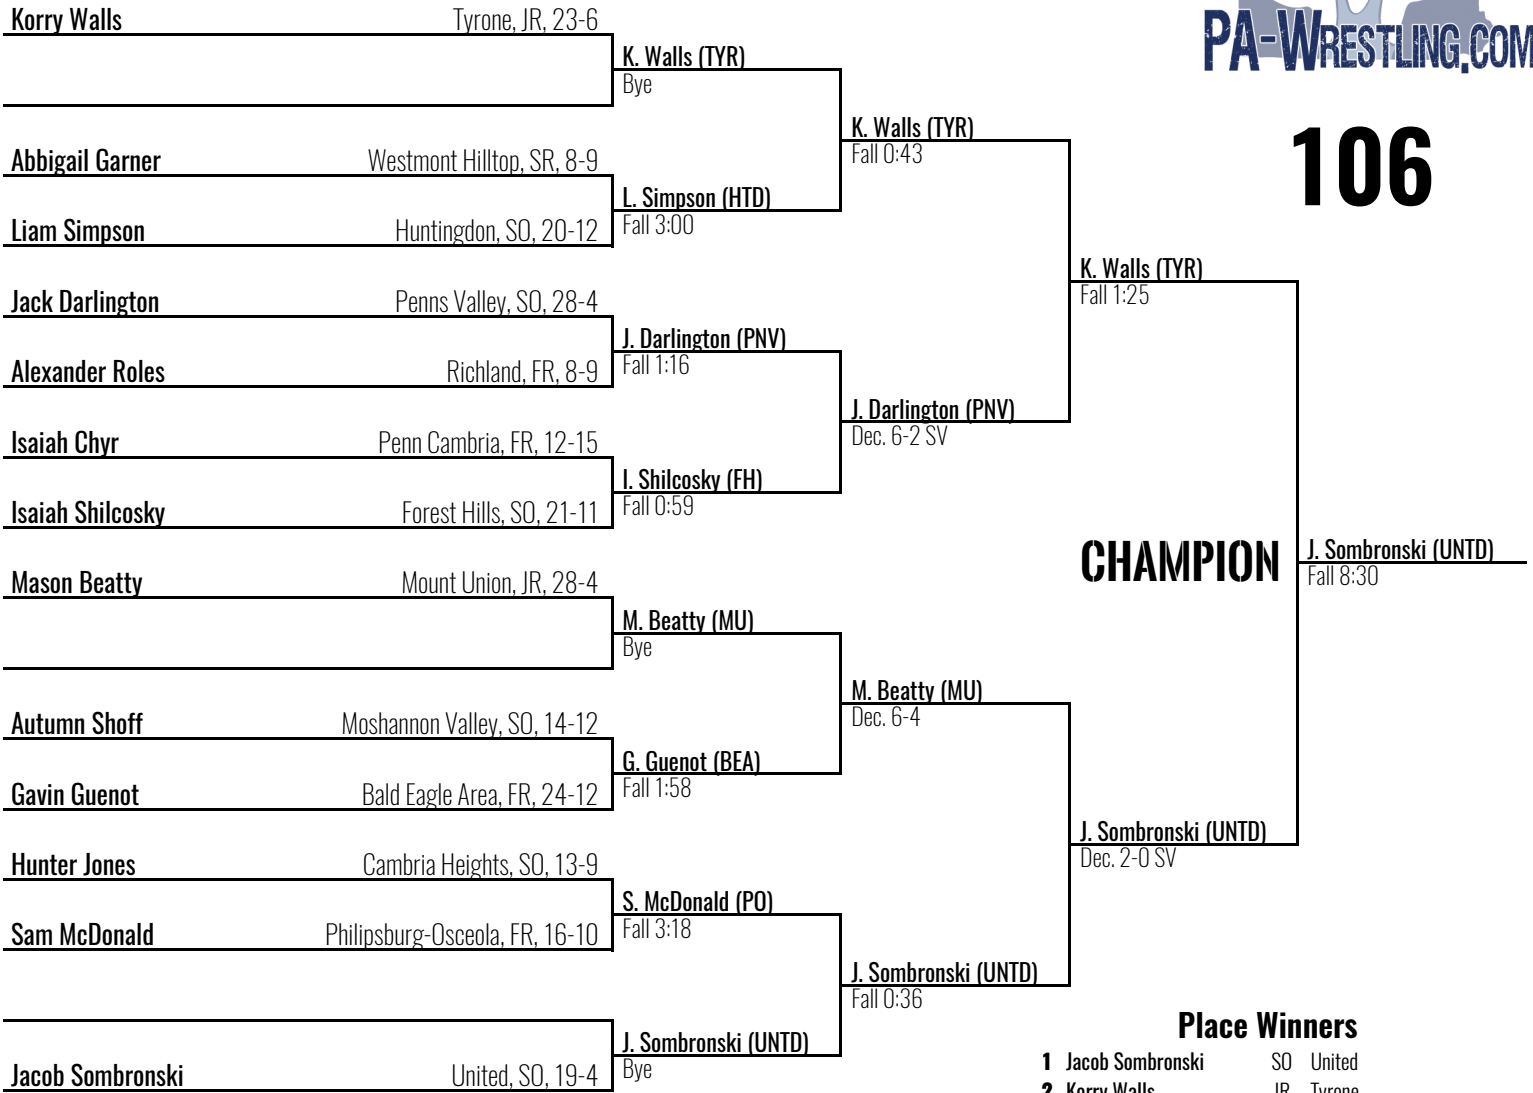 Korry Walls Tyrone, JR, 23-6
PA-WRESTLING.COM
K. Walls (TYR)
Bye
106
K. Walls (TYR)
Fall 0:43
Abbigail Garner Westmont Hilltop, SR, 8-9
L. Simpson (HTD)
Fall 3:00
Liam Simpson Huntingdon, SO, 20-12
K. Walls (TYR)
Fall 1:25
Jack Darlington Penns Valley, SO, 28-4
J. Darlington (PNV)
Fall 1:16
Alexander Roles Richland, FR, 8-9
J. Darlington (PNV)
Dec. 6-2 SV
Isaiah Chyr Penn Cambria, FR, 12-15
I. Shilcosky (FH)
Fall 0:59
Isaiah Shilcosky Forest Hills, SO, 21-11
CHAMPION
J. Sombronski (UNTD)
Fall 8:30
Mason Beatty Mount Union, JR, 28-4
M. Beatty (MU)
Bye
M. Beatty (MU)
Dec. 6-4
Autumn Shoff Moshannon Valley, SO, 14-12
G. Guenot (BEA)
Fall 1:58
Gavin Guenot Bald Eagle Area, FR, 24-12
J. Sombronski (UNTD)
Dec. 2-0 SV
Hunter Jones Cambria Heights, SO, 13-9
S. McDonald (PO)
Fall 3:18
Sam McDonald Philipsburg-Osceola, FR, 16-10
J. Sombronski (UNTD)
Fall 0:36
J. Sombronski (UNTD)
Bye
Jacob Sombronski United, SO, 19-4
Place Winners
1 Jacob Sombronski SO United
2 Korry Walls JR Tyrone